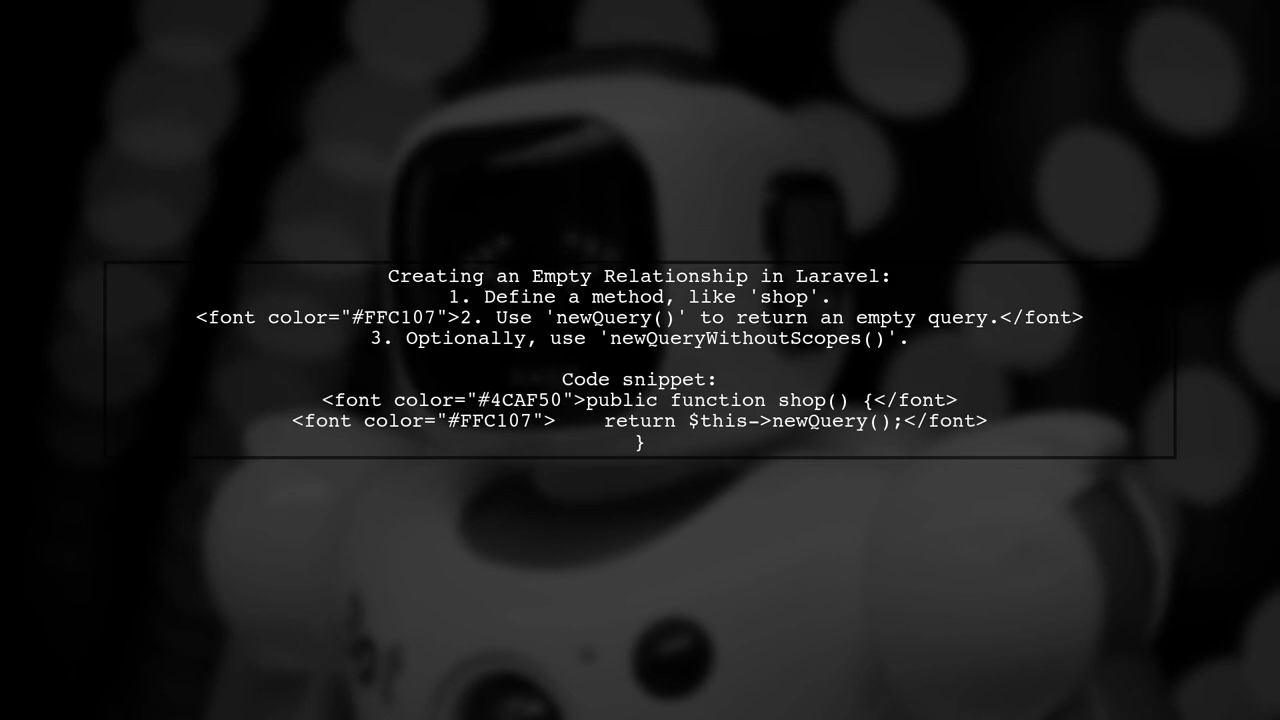 Creating an Empty Relationship in Laravel:
1. Define a method, like 'shop'.
<font color="#FFC107">2. Use 'newQuery()' to return an empty query.</font>
3. Optionally, use 'newQueryWithoutScopes()'.
Code snippet:
<font color="#4CAF50">public function shop() {</font>
<font color="#FFC107">    return $this->newQuery();</font>
}